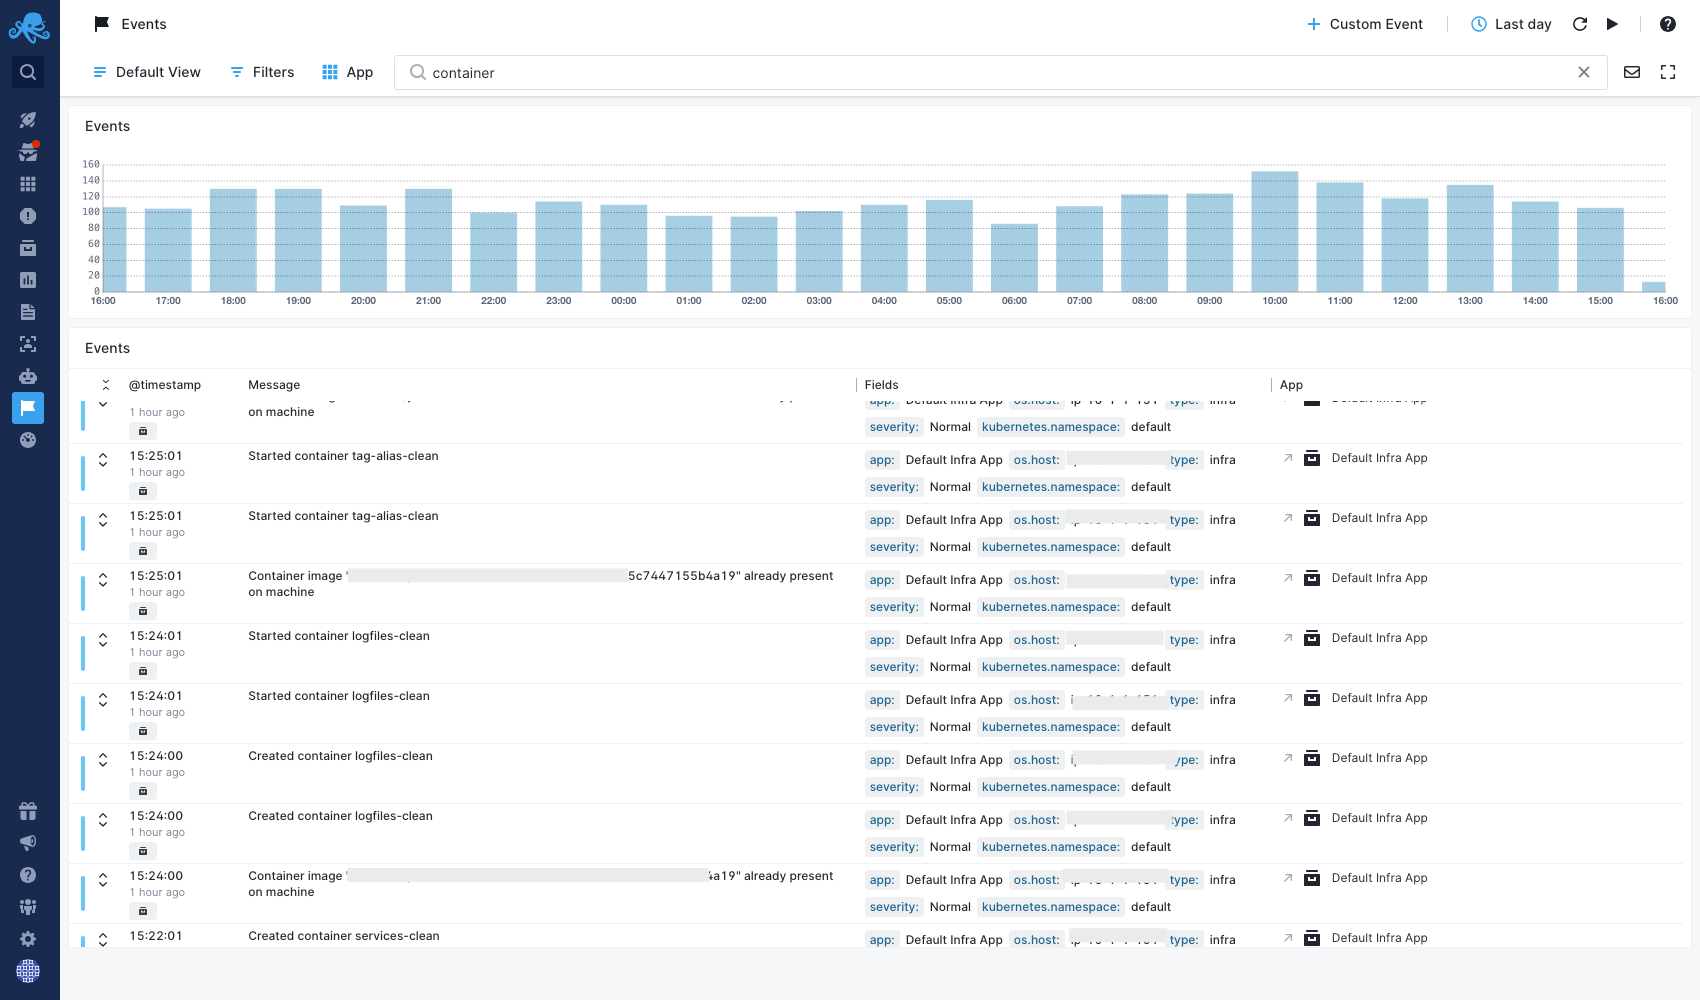 Events
Custom Event
Last day
Default View
Filters
App
container
Events
160
140
120
100
80
60
40
20
0
16:00 17:00 18:00 19:00 20:00 21:00 22:00 23:00 00:00 01:00 02:00 03:00 04:00 05:00 06:00 07:00 08:00 09:00 10:00 11:00 12:00 13:00 14:00 15:00 16:00
Events
@timestamp Message Fields App
app: Default Infra App os.host: type: infra Default Infra App
1 hour ago on machine
severity: Normal kubernetes.namespace: default
15:25:01 Started container tag-alias-clean app: Default Infra App os.host: type: infra Default Infra App
1 hour ago
severity: Normal kubernetes.namespace: default
15:25:01 Started container tag-alias-clean app: Default Infra App os.host: type: infra Default Infra App
1 hour ago
severity: Normal kubernetes.namespace: default
15:25:01 Container image "5c7447155b4a19" already present app: Default Infra App os.host: type: infra Default Infra App
1 hour ago on machine
severity: Normal kubernetes.namespace: default
15:24:01 Started container logfiles-clean app: Default Infra App os.host: type: infra Default Infra App
1 hour ago
severity: Normal kubernetes.namespace: default
15:24:01 Started container logfiles-clean app: Default Infra App os.host: type: infra Default Infra App
1 hour ago
severity: Normal kubernetes.namespace: default
15:24:00 Created container logfiles-clean app: Default Infra App os.host: type: infra Default Infra App
1 hour ago
severity: Normal kubernetes.namespace: default
15:24:00 Created container logfiles-clean app: Default Infra App os.host: type: infra Default Infra App
1 hour ago
severity: Normal kubernetes.namespace: default
15:24:00 Container image "a19" already present app: Default Infra App os.host: type: infra Default Infra App
1 hour ago on machine
severity: Normal kubernetes.namespace: default
15:22:01 Created container services-clean app: Default Infra App os.host: type: infra Default Infra App